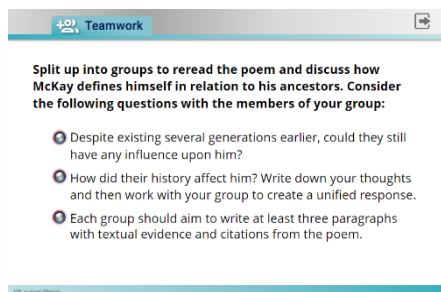 Teamwork
Split up into groups to reread the poem and discuss how
McKay defines himself in relation to his ancestors. Consider
the following questions with the members of your group:
Despite existing several generations earlier, could they still
have any influence upon him?
How did their history affect him? Write down your thoughts
and then work with your group to create a unified response.
Each group should aim to write at least three paragraphs
with textual evidence and citations from the poem.